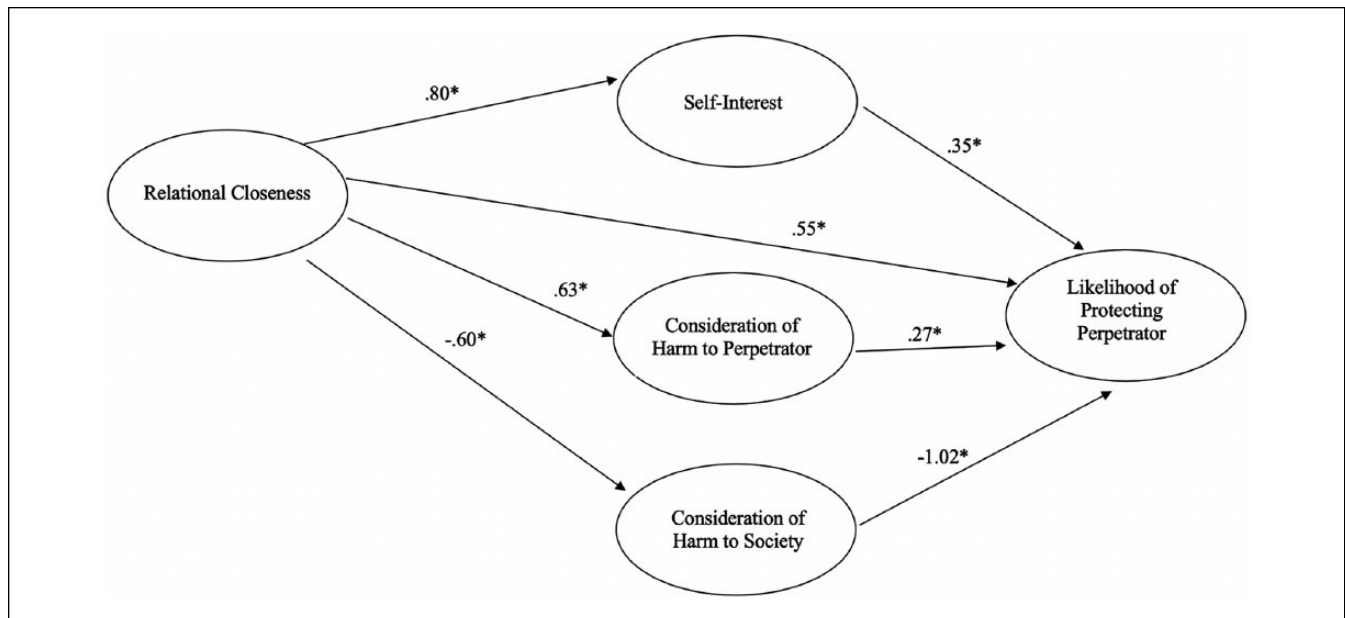 .80*
Self-Interest
.35*
Relational Closeness
.55*
.63*
Consideration of
Harm to Perpetrator
.27*
Likelihood of
Protecting
Perpetrator
-.60*
-1.02*
Consideration of
Harm to Society